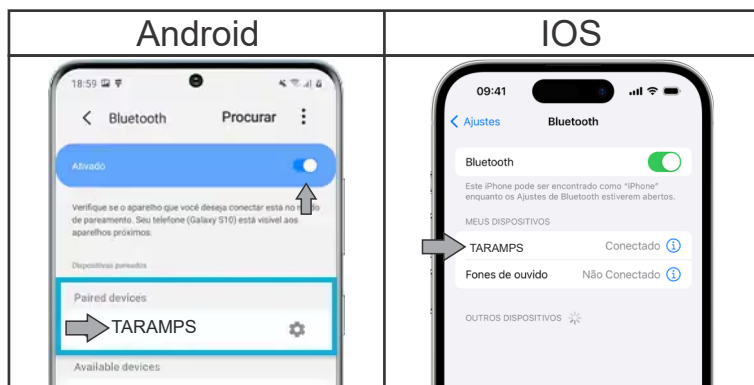 Android
IOS
18:59
Bluetooth
Procurar
Ativado
Verifique se o aparelho que você deseja conectar esta no modo
de pareamento. Seu telefone (Galaxy S10) está visível aos
aparelhos próximos.
Dispositivos pareados
Paired devices
TARAMPS
Available devices
09:41
Ajustes
Bluetooth
Bluetooth
Este iPhone pode ser encontrado como "iPhone"
enquanto os Ajustes de Bluetooth estiverem abertos.
MEUS DISPOSITIVOS
TARAMPS Conectado
Fones de ouvido Não Conectado
OUTROS DISPOSITIVOS